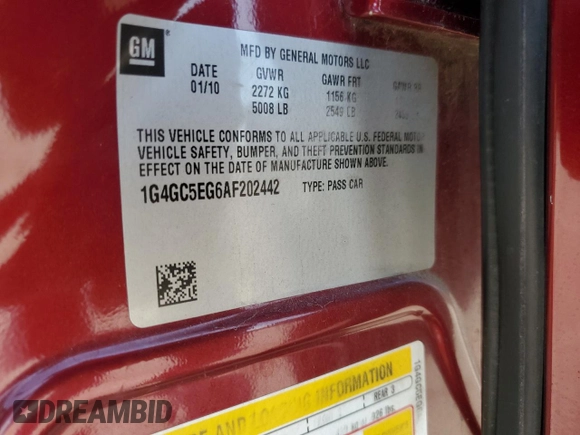 GM
MFD BY GENERAL MOTORS LLC
DATE GVWR GAWR FRT
01/10 2272 KG 1156 KG
5008 LB 2549 LB
THIS VEHICLE CONFORMS TO ALL APPLICABLE U.S. FEDERAL MOTOR
VEHICLE SAFETY, BUMPER, AND THEFT PREVENTION STANDARDS IN
EFFECT ON THE DATE OF MANUFACTURE SHOWN ABOVE.
1G4GC5EG6AF202442 TYPE: PASS CAR
AND LOADING INFORMATION
REAR
DREAMBID